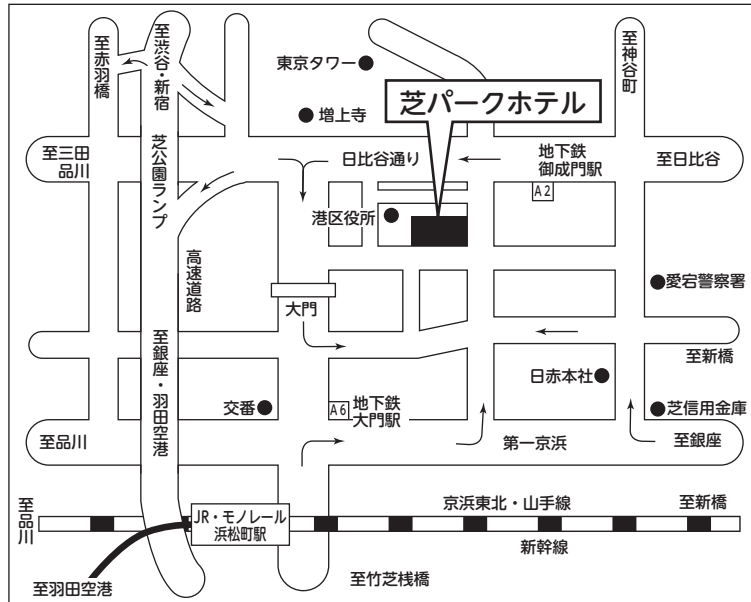 至赤羽橋
至渋谷・新宿
東京タワー
至神谷町
増上寺
芝パークホテル
至三田
品川
芝公園ランプ
日比谷通り
地下鉄
御成門駅
至日比谷
A2
港区役所
高速道路
愛宕警察署
大門
至銀座・羽田空港
至新橋
日赤本社
交番
A6
地下鉄
大門駅
芝信用金庫
至品川
第一京浜
至銀座
至品川
JR・モノレール
浜松町駅
京浜東北・山手線
至新橋
新幹線
至羽田空港
至竹芝桟橋